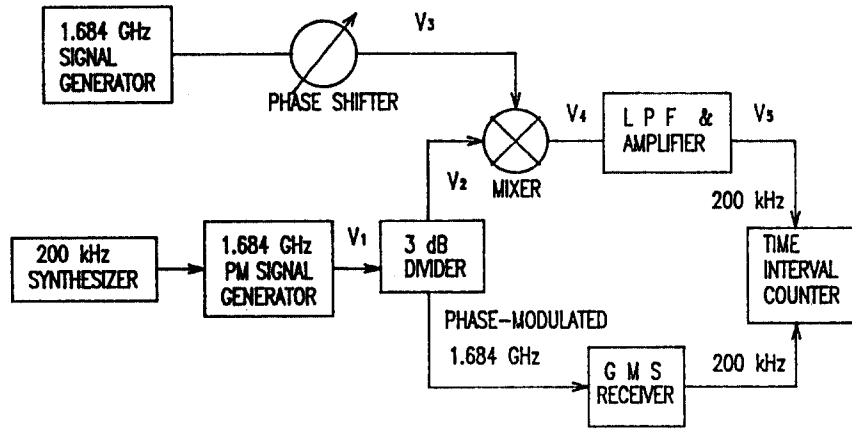 1.684 GHz
SIGNAL
GENERATOR
PHASE SHIFTER
V3
V2
MIXER
V4
L P F &
AMPLIFIER
V5
200 kHz
200 kHz
SYNTHESIZER
1.684 GHz
PM SIGNAL
GENERATOR
V1
3 dB
DIVIDER
TIME
INTERVAL
COUNTER
PHASE-MODULATED
1.684 GHz
G M S
RECEIVER
200 kHz